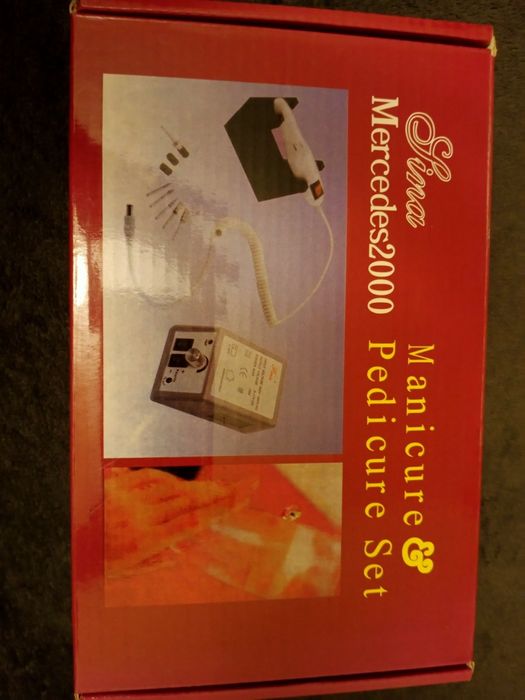 Sina
Mercedes2000
Manicure &
Pedicure Set